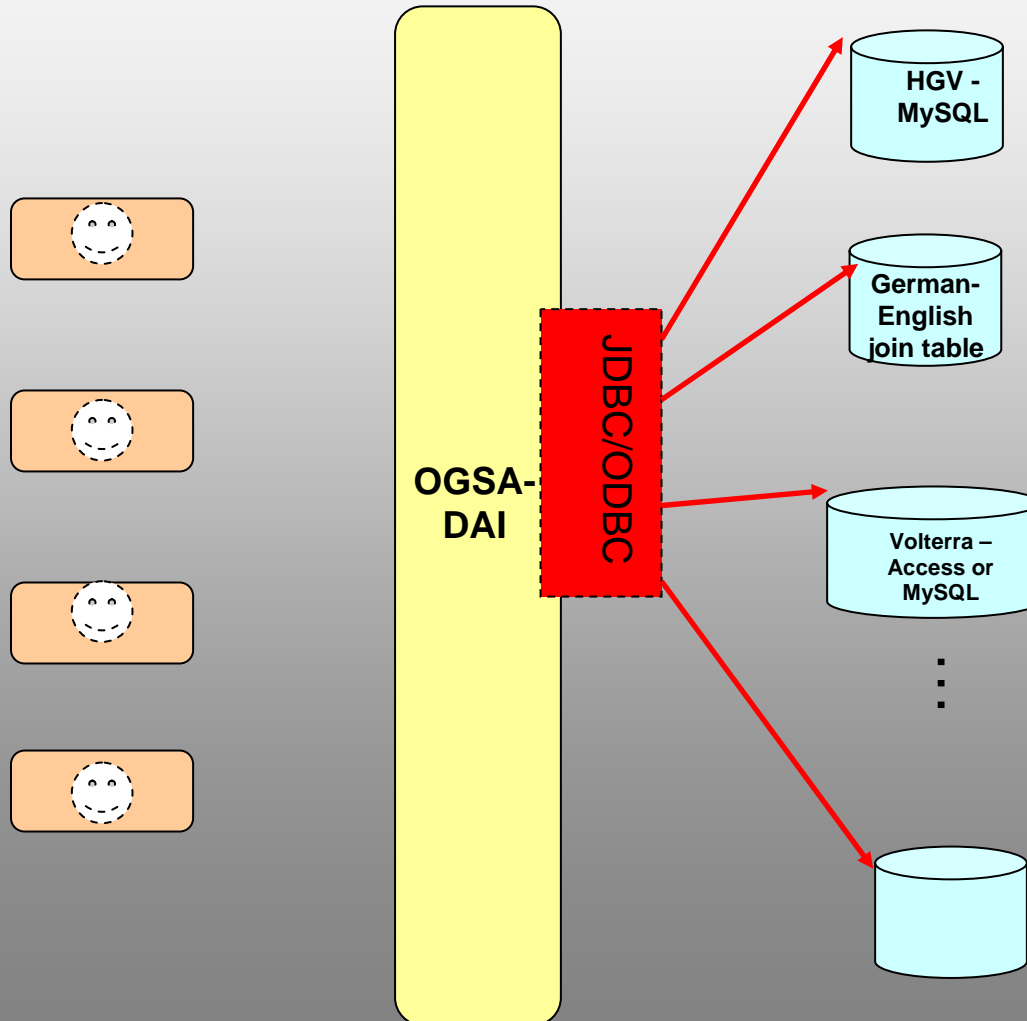 HGV -
MySQL
German-
English
join table
JDBC/ODBC
OGSA-
DAI
Volterra –
Access or
MySQL